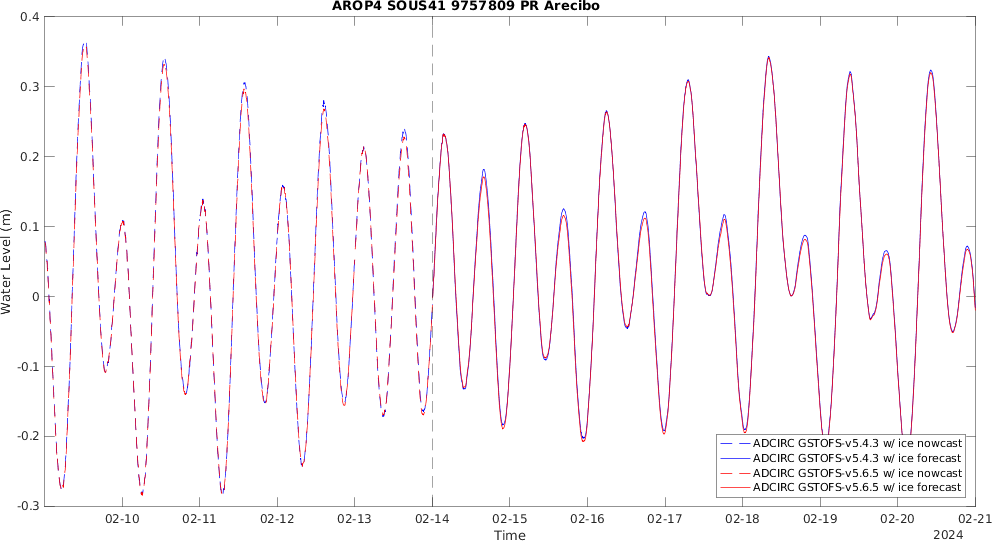 AROP4 SOUS41 9757809 PR Arecibo
Water Level (m)
0.4
0.3
0.2
0.1
0
-0.1
-0.2
-0.3
ADCIRC GSTOFS-v5.4.3 w/ ice nowcast
ADCIRC GSTOFS-v5.4.3 w/ ice forecast
ADCIRC GSTOFS-v5.6.5 w/ ice nowcast
ADCIRC GSTOFS-v5.6.5 w/ ice forecast
02-10 02-11 02-12 02-13 02-14 02-15 02-16 02-17 02-18 02-19 02-20 02-21
Time
2024